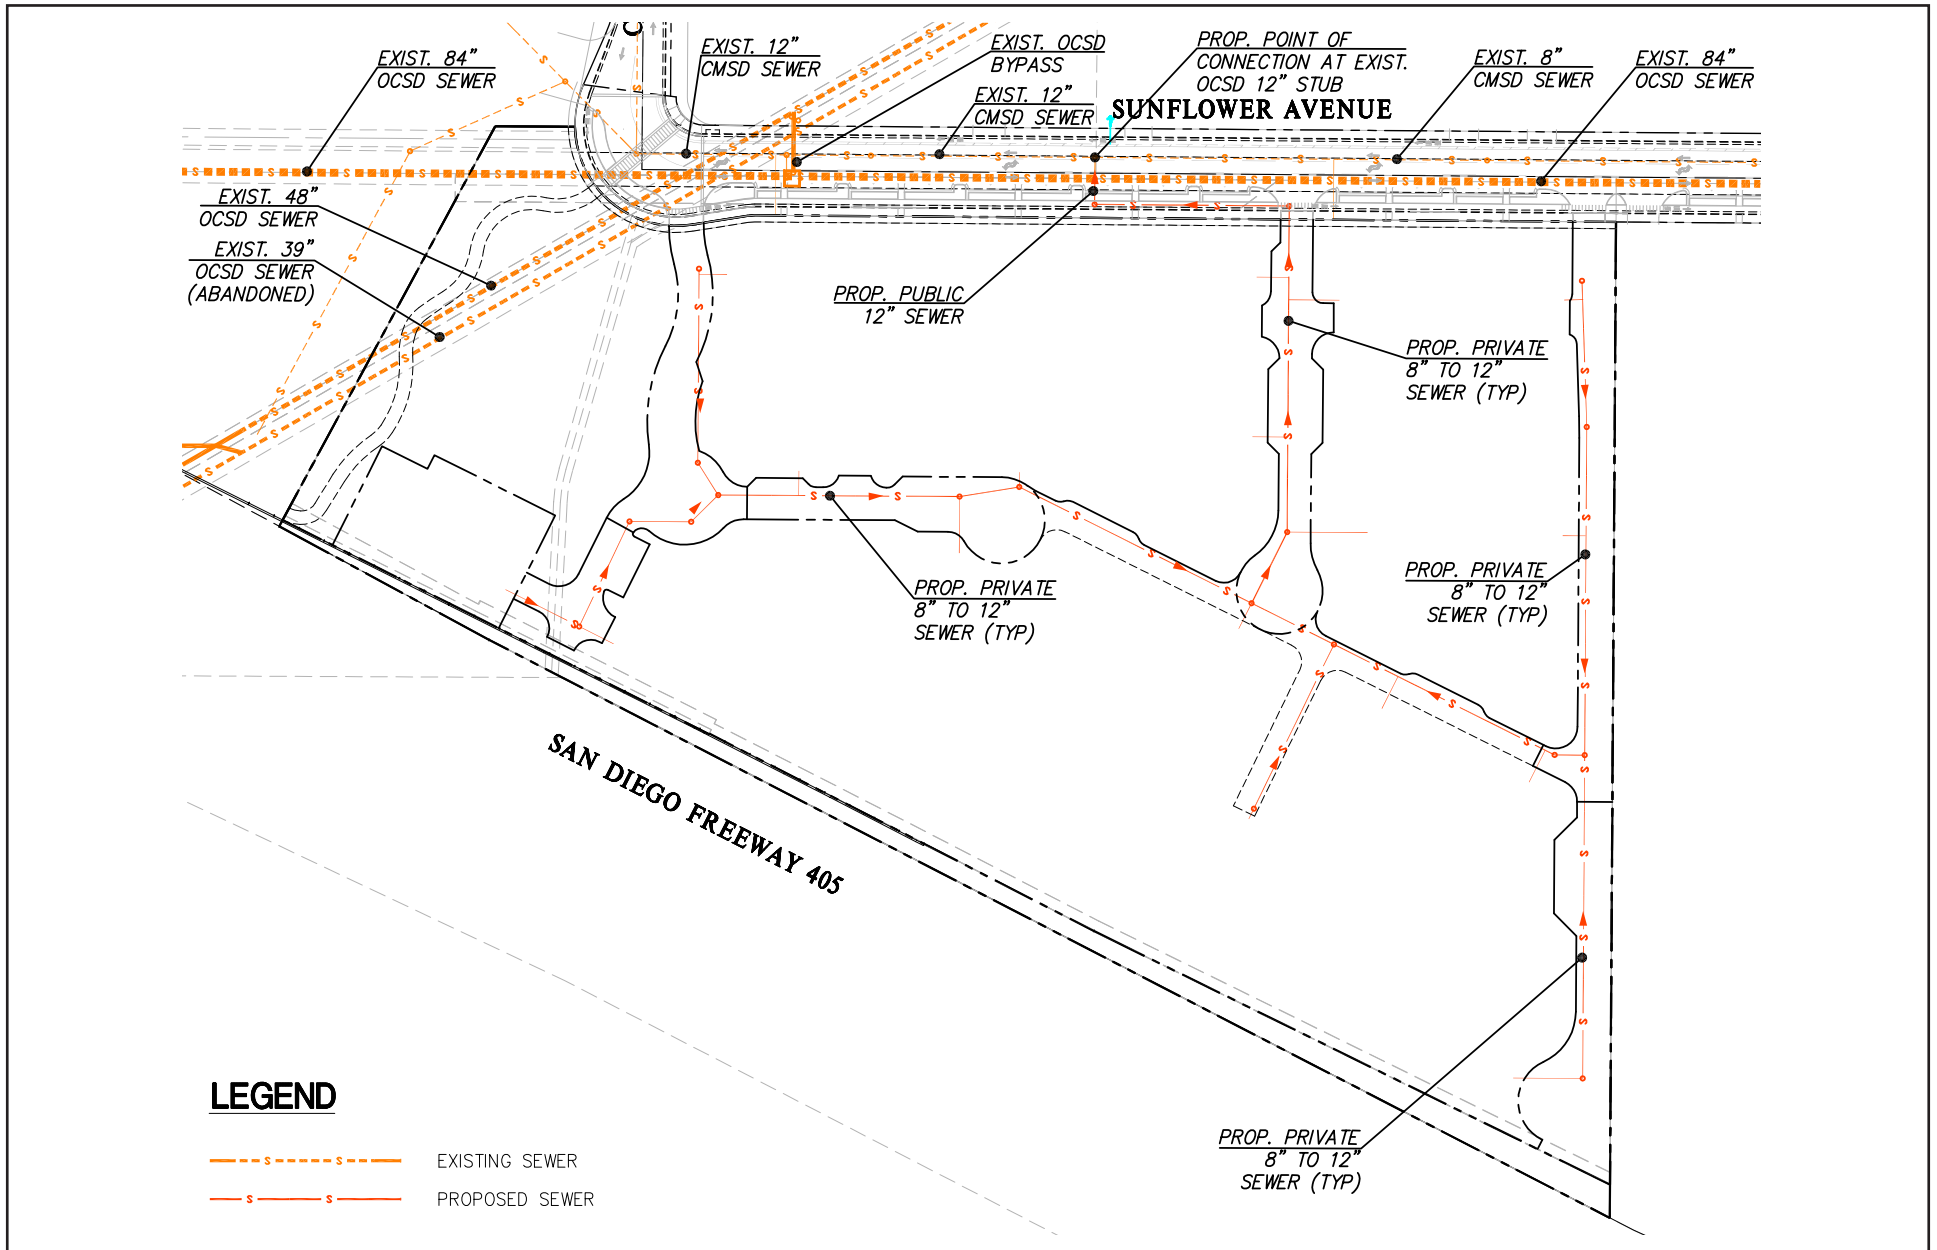 EXIST. 84”
OCSD SEWER
EXIST. 12”
CMSD SEWER
EXIST. OCSD
BYPASS
EXIST. 12”
CMSD SEWER
PROP. POINT OF
CONNECTION AT EXIST.
OCSD 12” STUB
SUNFLOWER AVENUE
EXIST. 8”
CMSD SEWER
EXIST. 84”
OCSD SEWER
EXIST. 48”
OCSD SEWER
EXIST. 39”
OCSD SEWER
(ABANDONED)
PROP. PUBLIC
12” SEWER
PROP. PRIVATE
8” TO 12”
SEWER (TYP)
PROP. PRIVATE
8” TO 12”
SEWER (TYP)
PROP. PRIVATE
8” TO 12”
SEWER (TYP)
SAN DIEGO FREEWAY 405
PROP. PRIVATE
8” TO 12”
SEWER (TYP)
LEGEND
S S EXISTING SEWER
S S PROPOSED SEWER